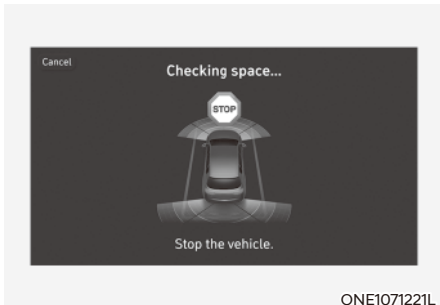 Cancel
Checking space...
STOP
Stop the vehicle.
ONE1071221L